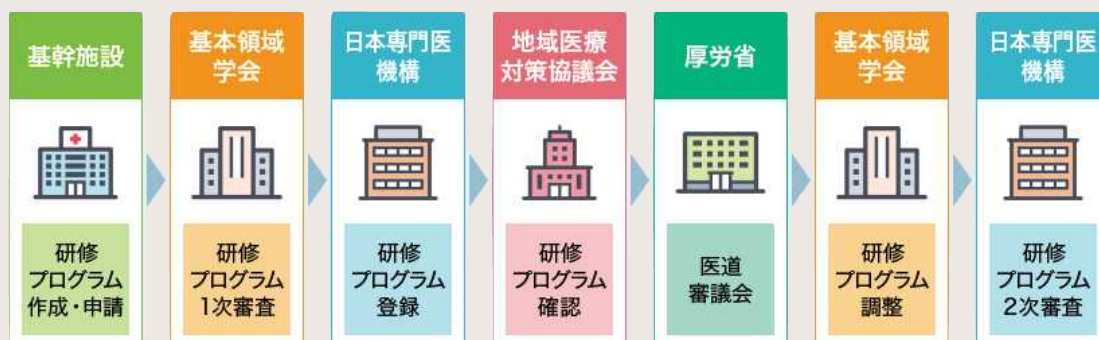 基幹施設
研修
プログラム
作成・申請
基本領域
学会
研修
プログラム
1次審査
日本専門医
機構
研修
プログラム
登録
地域医療
対策協議会
研修
プログラム
確認
厚労省
医道
審議会
基本領域
学会
研修
プログラム
調整
日本専門医
機構
研修
プログラム
2次審査